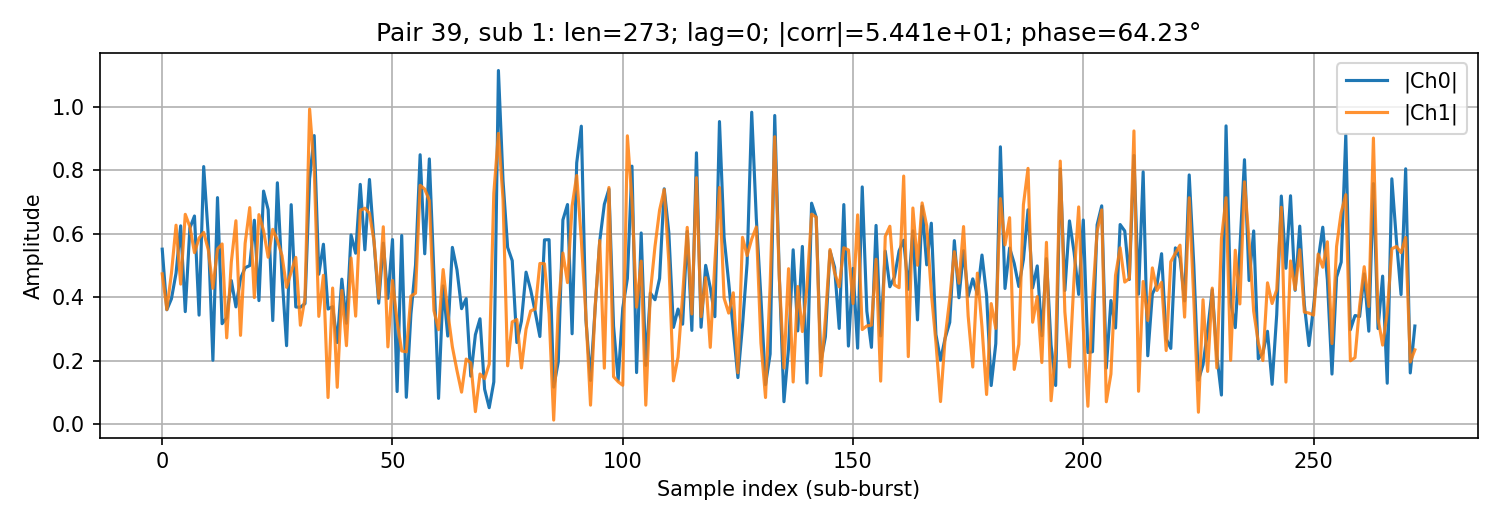 Pair 39, sub 1: len=273; lag=0; |corr|=5.441e+01; phase=64.23°
|Ch0|
|Ch1|
Amplitude
1.0
0.8
0.6
0.4
0.2
0.0
0 50 100 150 200 250
Sample index (sub-burst)